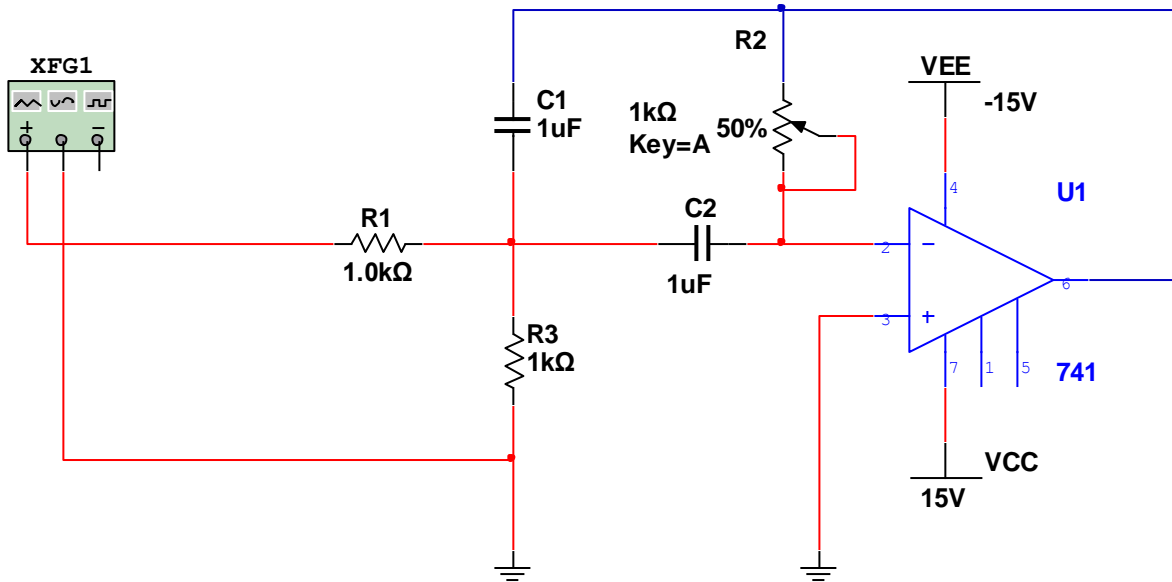 XFG1
R2
VEE
-15V
C1
1uF
1kΩ
Key=A
50%
4
U1
R1
1.0kΩ
C2
1uF
2
−
6
3
+
R3
1kΩ
7
1
5
741
VCC
15V
+
−